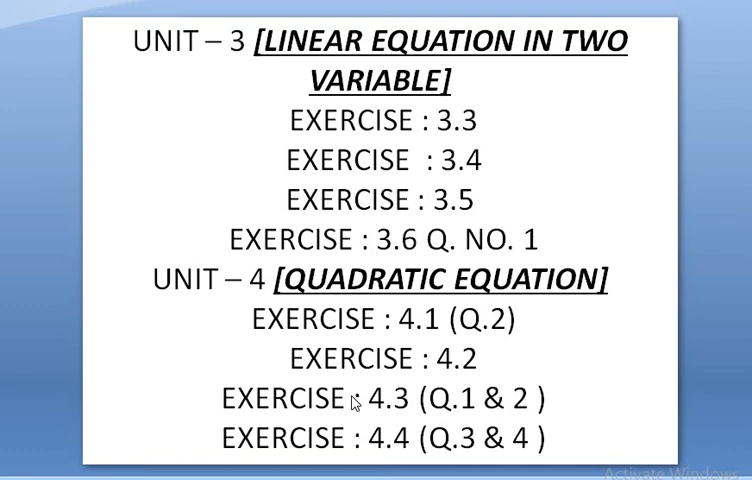 UNIT – 3 [LINEAR EQUATION IN TWO
VARIABLE]
EXERCISE : 3.3
EXERCISE : 3.4
EXERCISE : 3.5
EXERCISE : 3.6 Q. NO. 1
UNIT – 4 [QUADRATIC EQUATION]
EXERCISE : 4.1 (Q.2)
EXERCISE : 4.2
EXERCISE : 4.3 (Q.1 & 2 )
EXERCISE : 4.4 (Q.3 & 4 )
Activate Windows